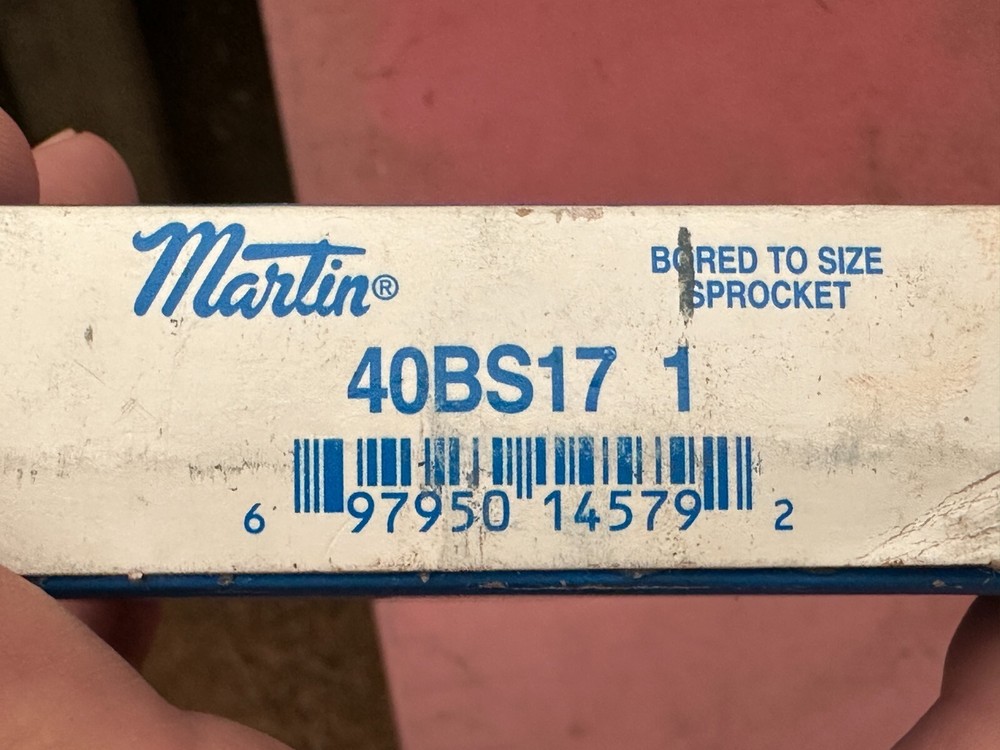 Martin®
BORED TO SIZE
SPROCKET
40BS17 1
6 97950 14579 2